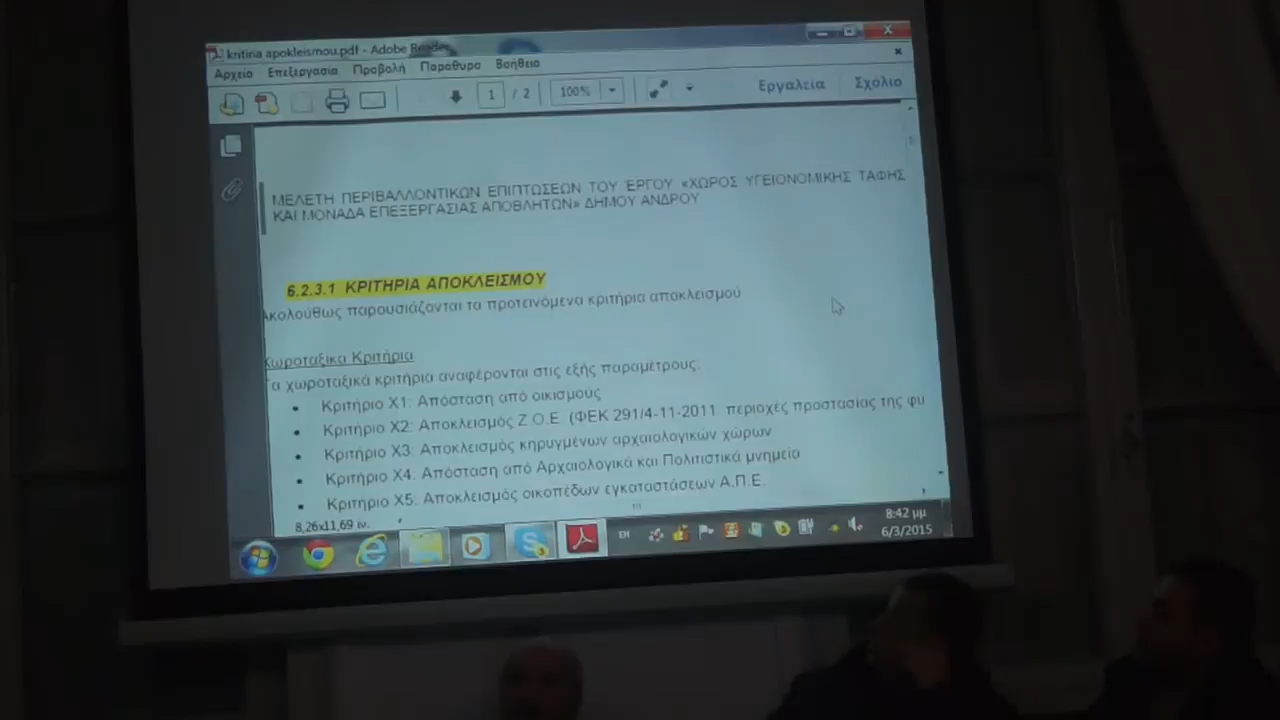 kritiria apokleismou.pdf - Adobe Reader
Αρχείο Επεξεργασία Προβολή Παράθυρο Βοήθεια
1 / 2 100% Εργαλεία Σχόλιο
ΜΕΛΕΤΗ ΠΕΡΙΒΑΛΛΟΝΤΙΚΩΝ ΕΠΙΠΤΩΣΕΩΝ ΤΟΥ ΕΡΓΟΥ «ΧΩΡΟΣ ΥΓΕΙΟΝΟΜΙΚΗΣ ΤΑΦΗΣ
ΚΑΙ ΜΟΝΑΔΑ ΕΠΕΞΕΡΓΑΣΙΑΣ ΑΠΟΒΛΗΤΩΝ» ΔΗΜΟΥ ΑΝΔΡΟΥ
6.2.3.1 ΚΡΙΤΗΡΙΑ ΑΠΟΚΛΕΙΣΜΟΥ
Ακολούθως παρουσιάζονται τα προτεινόμενα κριτήρια αποκλεισμού
Χωροταξικα Κριτήρια
Τα χωροταξικά κριτήρια αναφέρονται στις εξής παραμέτρους:
• Κριτήριο Χ1: Απόσταση από οικισμούς
• Κριτήριο Χ2: Αποκλεισμός Ζ.Ο.Ε. (ΦΕΚ 291/4-11-2011 περιοχές προστασίας της φυ
• Κριτήριο Χ3: Αποκλεισμός κηρυγμένων αρχαιολογικών χώρων
• Κριτήριο Χ4: Απόσταση από Αρχαιολογικά και Πολιτιστικά μνημεία
• Κριτήριο Χ5: Αποκλεισμός οικοπέδων εγκαταστάσεων Α.Π.Ε.
8,26x11,69 ιν.
EN 8:42 μμ
6/3/2015